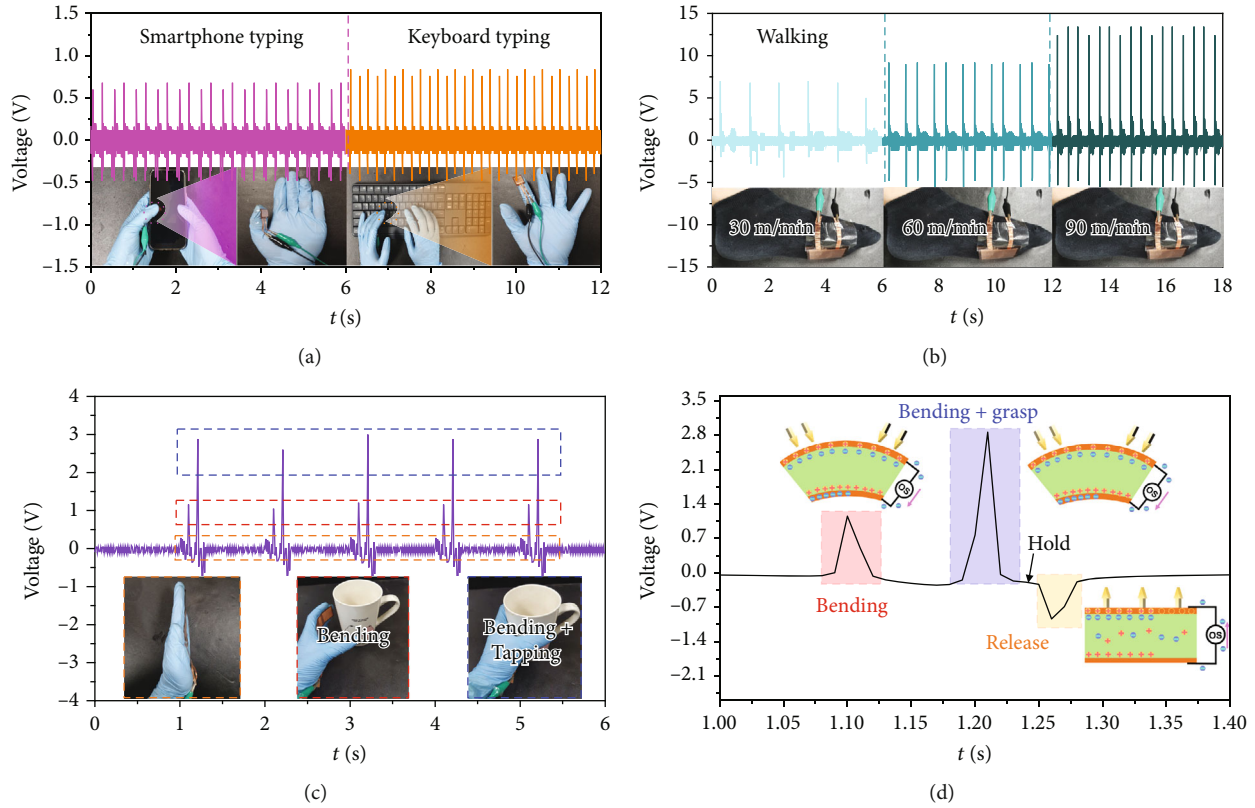 Smartphone typing
Keyboard typing
Voltage (V)
1.5
1.0
0.5
0.0
–0.5
–1.0
–1.5
0
2
4
6
8
10
12
t (s)
(a)
Walking
Voltage (V)
15
10
5
0
–5
–10
–15
30 m/min
60 m/min
90 m/min
0
2
4
6
8
10
12
14
16
18
t (s)
(b)
Voltage (V)
4
3
2
1
0
–1
–2
–3
–4
Bending
Bending +
Tapping
0
1
2
3
4
5
6
t (s)
(c)
Voltage (V)
3.5
2.8
2.1
1.4
0.7
0.0
–0.7
–1.4
–2.1
Bending + grasp
OS
OS
Hold
Bending
Release
OS
1.00
1.05
1.10
1.15
1.20
1.25
1.30
1.35
1.40
t (s)
(d)